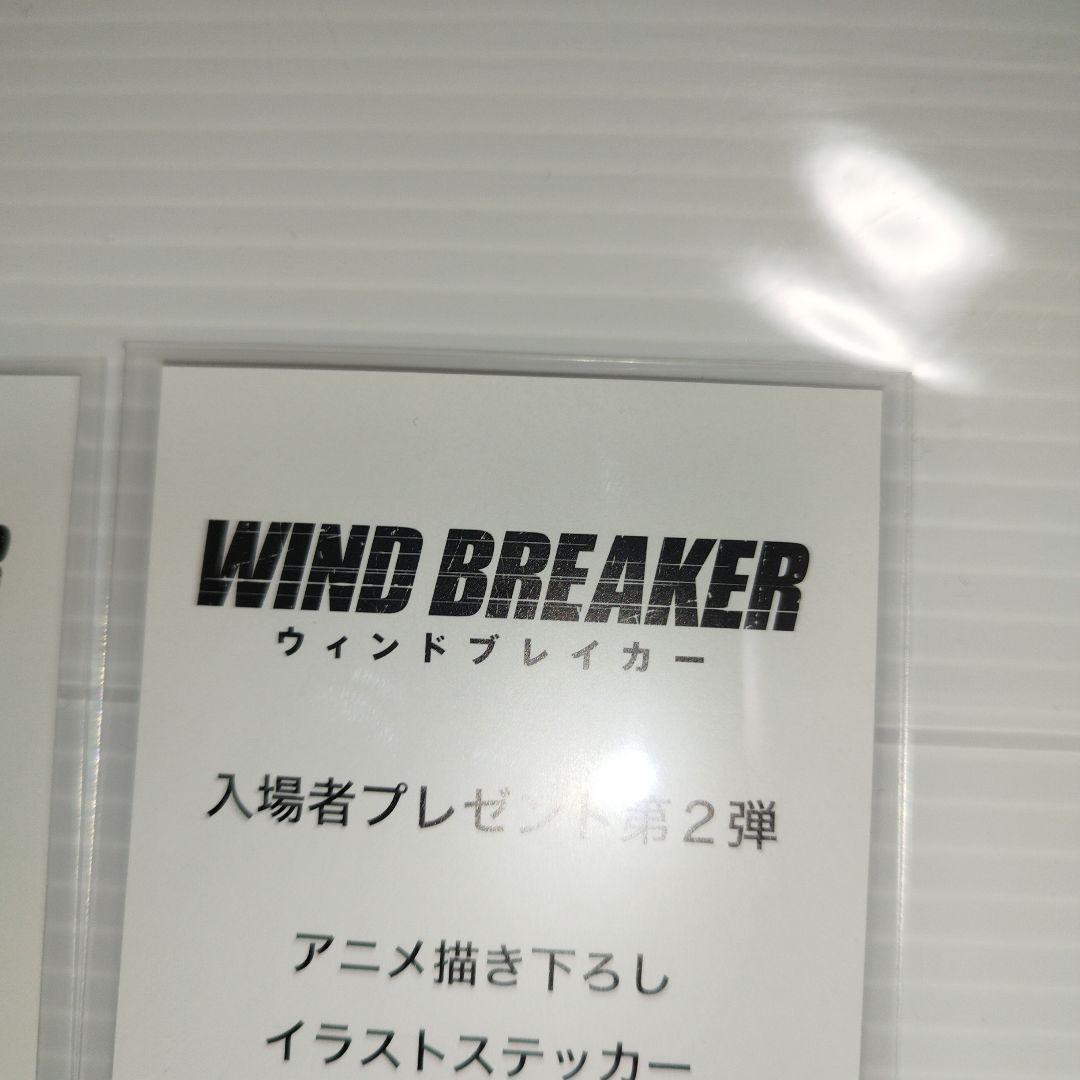 WIND BREAKER
ウィンドブレイカー
入場者プレゼント第２弾
アニメ描き下ろし
イラストステッカー